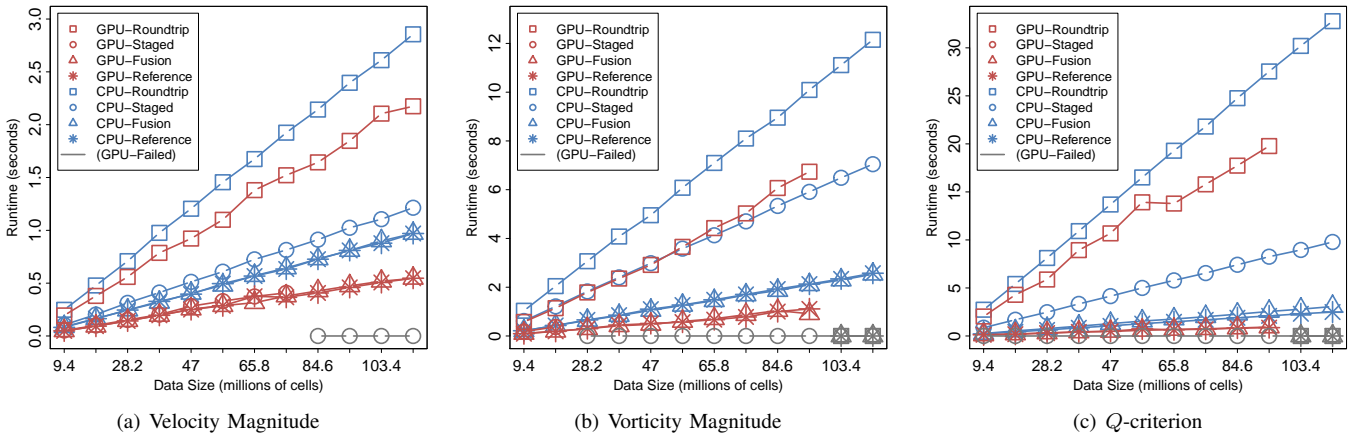 3.0
2.5
2.0
1.5
1.0
0.5
0.0
Runtime (seconds)
GPU−Roundtrip
GPU−Staged
GPU−Fusion
GPU−Reference
CPU−Roundtrip
CPU−Staged
CPU−Fusion
CPU−Reference
(GPU−Failed)
9.4 28.2 47 65.8 84.6 103.4
Data Size (millions of cells)
(a) Velocity Magnitude
12
10
8
6
4
2
0
Runtime (seconds)
GPU−Roundtrip
GPU−Staged
GPU−Fusion
GPU−Reference
CPU−Roundtrip
CPU−Staged
CPU−Fusion
CPU−Reference
(GPU−Failed)
9.4 28.2 47 65.8 84.6 103.4
Data Size (millions of cells)
(b) Vorticity Magnitude
30
25
20
15
10
5
0
Runtime (seconds)
GPU−Roundtrip
GPU−Staged
GPU−Fusion
GPU−Reference
CPU−Roundtrip
CPU−Staged
CPU−Fusion
CPU−Reference
(GPU−Failed)
9.4 28.2 47 65.8 84.6 103.4
Data Size (millions of cells)
(c) Q-criterion